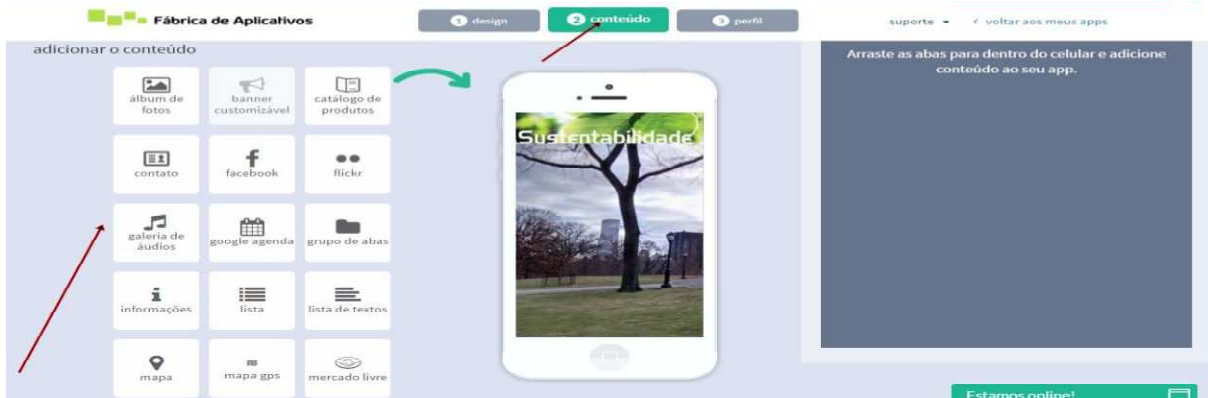 Fábrica de Aplicativos
1 design
2 conteúdo
3 perfil
suporte
‹ voltar aos meus apps
adicionar o conteúdo
álbum de
fotos
banner
customizável
catálogo de
produtos
contato
facebook
flickr
galeria de
áudios
google agenda
grupo de abas
informações
lista
lista de textos
mapa
mapa gps
mercado livre
Sustentabilidade
Arraste as abas para dentro do celular e adicione
conteúdo ao seu app.
Estamos online!